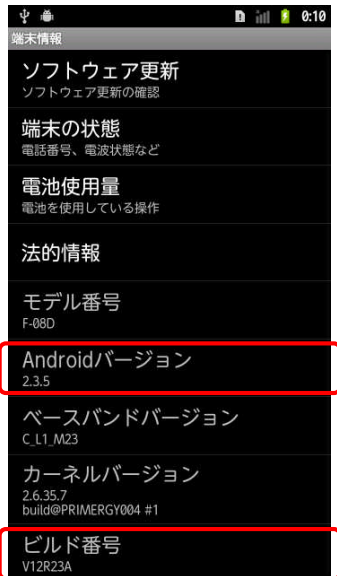 0:10
端末情報
ソフトウェア更新
ソフトウェア更新の確認
端末の状態
電話番号、電波状態など
電池使用量
電池を使用している操作
法的情報
モデル番号
F-08D
Androidバージョン
2.3.5
ベースバンドバージョン
C_L1_M23
カーネルバージョン
2.6.35.7
build@PRIMERGY004 #1
ビルド番号
V12R23A